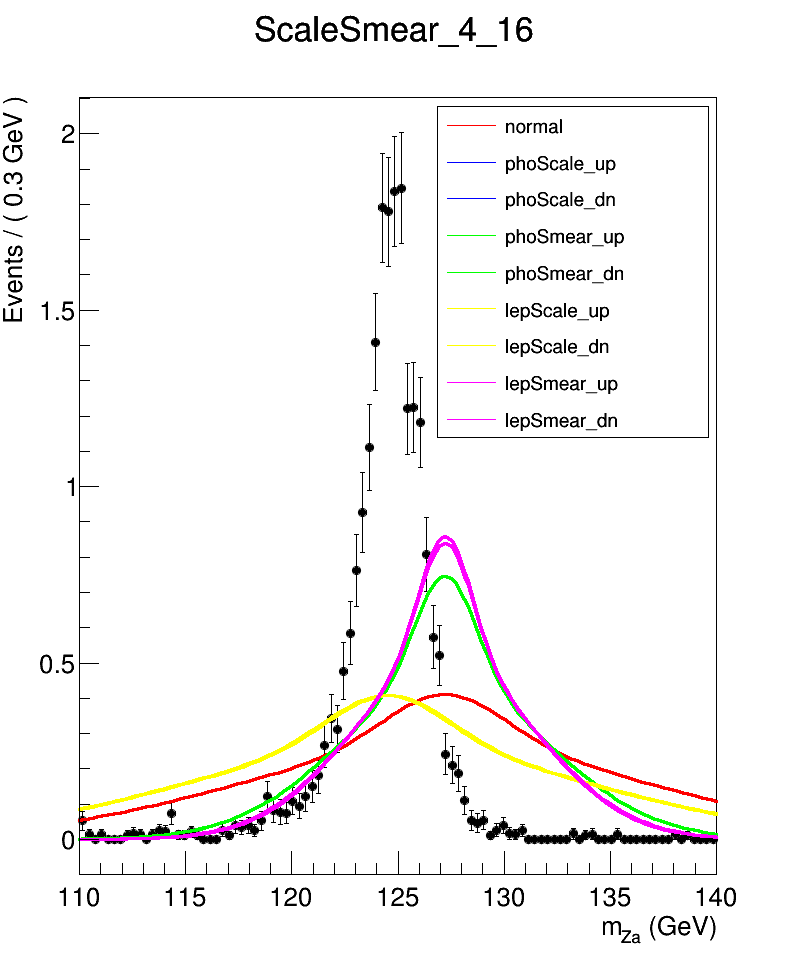 ScaleSmear_4_16
Events / ( 0.3 GeV )
2
1.5
1
0.5
0
normal
phoScale_up
phoScale_dn
phoSmear_up
phoSmear_dn
lepScale_up
lepScale_dn
lepSmear_up
lepSmear_dn
110 115 120 125 130 135 140
m_Za (GeV)